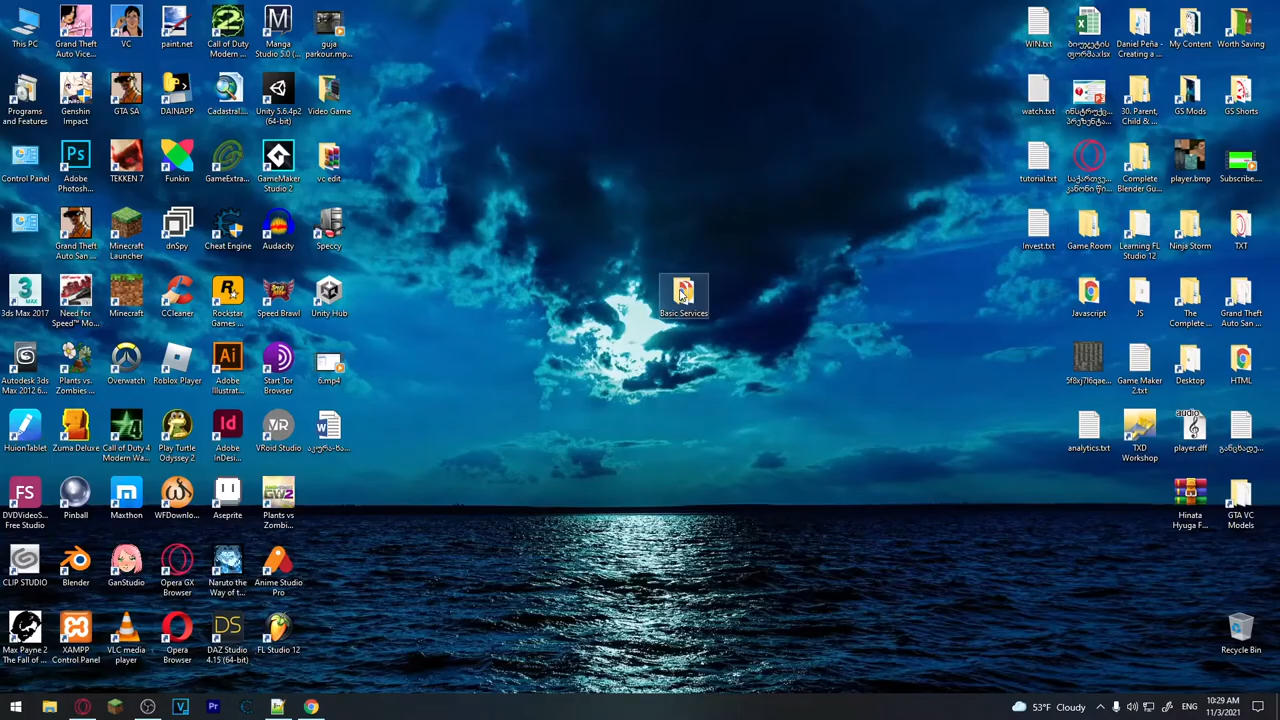 This PC
Grand Theft
Auto Vice...
VC
paint.net
Call of Duty
Modern ...
Manga
Studio 5.0 (...
guja
parkour.mp...
Programs
and Features
Genshin
Impact
GTA SA
DAINAPP
Cadastral...
Unity 5.6.4p2
(64-bit)
Video Game
Control Panel
Adobe
Photosh...
TEKKEN 7
Funkin
GameExtra...
GameMaker
Studio 2
vc edit
Grand Theft
Auto San ...
Minecraft
Launcher
dnSpy
Cheat Engine
Audacity
Speccy
3ds Max 2017
Need for
Speed™ Mo...
Minecraft
CCleaner
Rockstar
Games ...
Speed Brawl
Unity Hub
Autodesk 3ds
Max 2012 6...
Plants vs.
Zombies ...
Overwatch
Roblox Player
Adobe
Illustrat...
Start Tor
Browser
6.mp4
HuionTablet
Zuma Deluxe
Call of Duty 4
Modern Wa...
Play Turtle
Odyssey 2
Adobe
InDesi...
VRoid Studio
DVDVideoS...
Free Studio
Pinball
Maxthon
WFDownlo...
Aseprite
Plants vs
Zombi...
CLIP STUDIO
Blender
GanStudio
Opera GX
Browser
Naruto the
Way of t...
Anime Studio
Pro
Max Payne 2
The Fall of ...
XAMPP
Control Panel
VLC media
player
Opera
Browser
DAZ Studio
4.15 (64-bit)
FL Studio 12
Basic Services
WIN.txt
ბიუჯეტის
ფორმა.xlsx
Daniel Peña -
Creating a ...
My Content
Worth Saving
watch.txt
30. Parent,
Child & ...
GS Mods
GS Shorts
tutorial.txt
Complete
Blender Gu...
player.bmp
Subscribe....
Invest.txt
Game Room
Learning FL
Studio 12
Ninja Storm
TXT
Javascript
JS
The
Complete ...
Grand Theft
Auto San...
5f8xj7l6qae...
Game Maker
2.txt
Desktop
HTML
analytics.txt
TXD
Workshop
audio
player.dff
Hinata
Hyuga F...
GTA VC
Models
Recycle Bin
53°F Cloudy
ENG
10:29 AM
11/3/2021